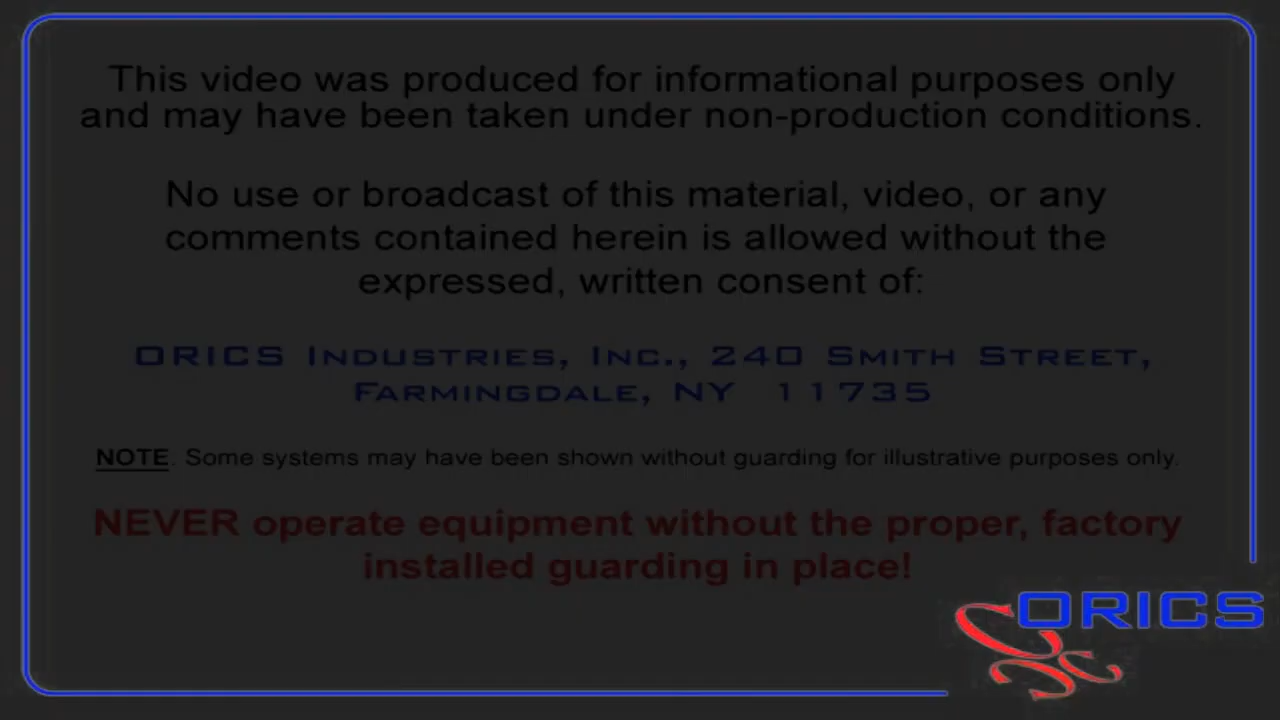 This video was produced for informational purposes only
and may have been taken under non-production conditions.
No use or broadcast of this material, video, or any
comments contained herein is allowed without the
expressed, written consent of:
ORICS INDUSTRIES, INC., 240 SMITH STREET,
FARMINGDALE, NY 11735
NOTE. Some systems may have been shown without guarding for illustrative purposes only.
NEVER operate equipment without the proper, factory
installed guarding in place!
ORICS